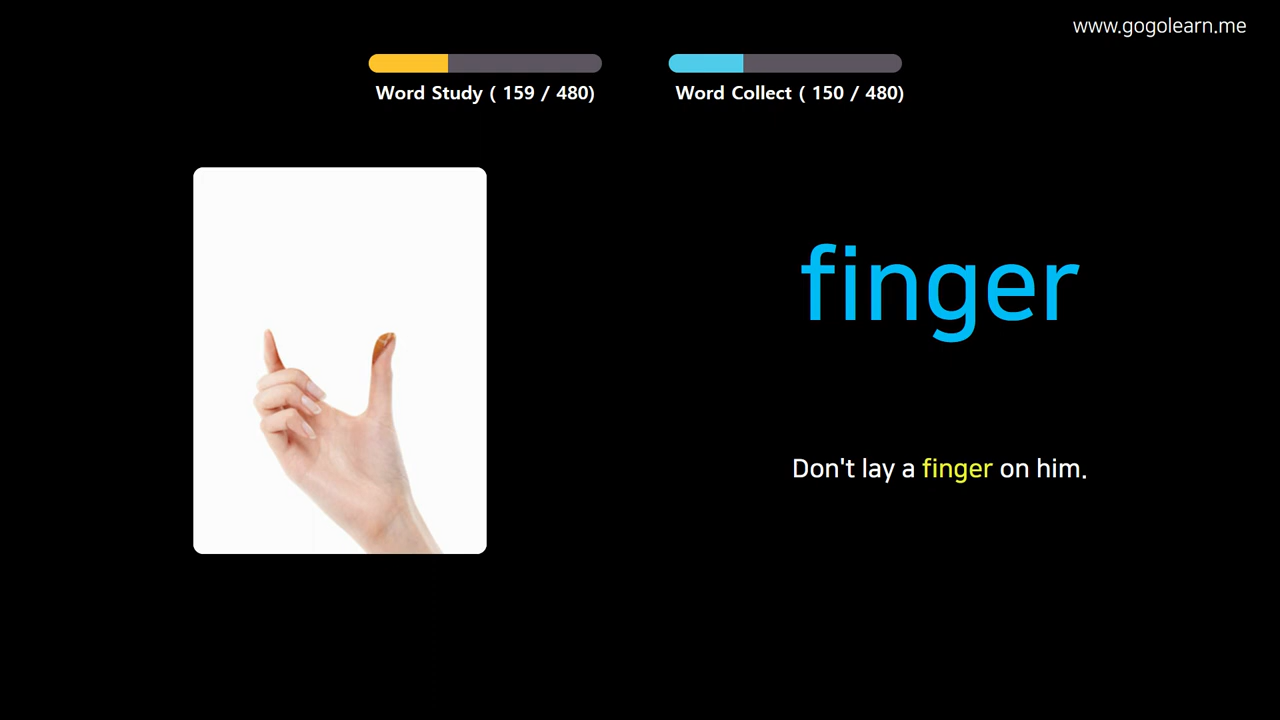 www.gogolearn.me
Word Study ( 159 / 480)
Word Collect ( 150 / 480)
finger
Don't lay a finger on him.